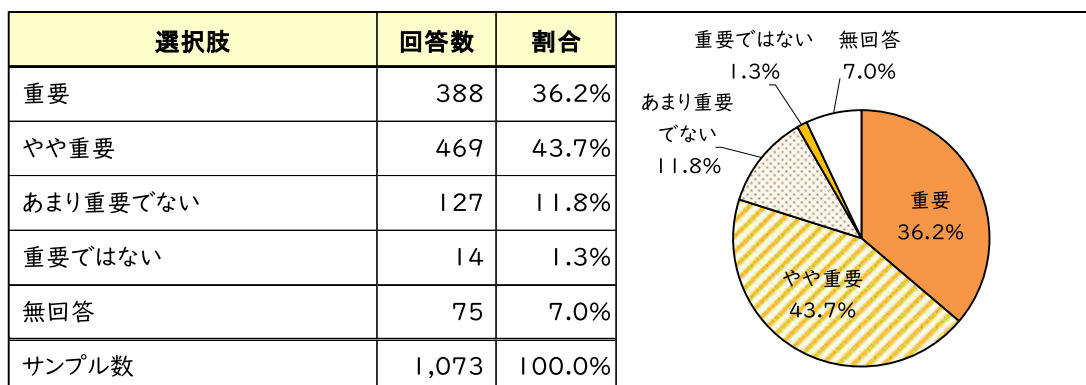 選択肢 回答数 割合
重要 388 36.2%
やや重要 469 43.7%
あまり重要でない 127 11.8%
重要ではない 14 1.3%
無回答 75 7.0%
サンプル数 1,073 100.0%
重要ではない
1.3%
無回答
7.0%
あまり重要
でない
11.8%
重要
36.2%
やや重要
43.7%